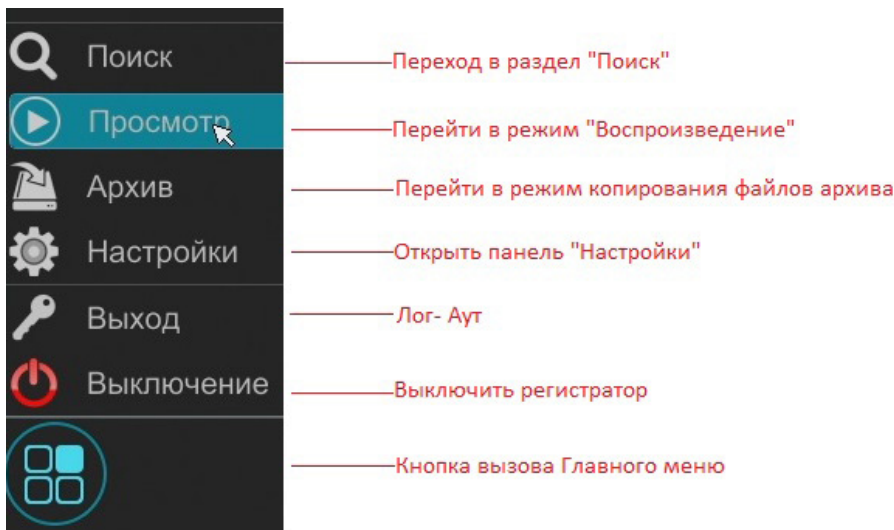 Поиск Переход в раздел "Поиск"
Просмотр Перейти в режим "Воспроизведение"
Архив Перейти в режим копирования файлов архива
Настройки Открыть панель "Настройки"
Выход Лог- Аут
Выключение Выключить регистратор
Кнопка вызова Главного меню